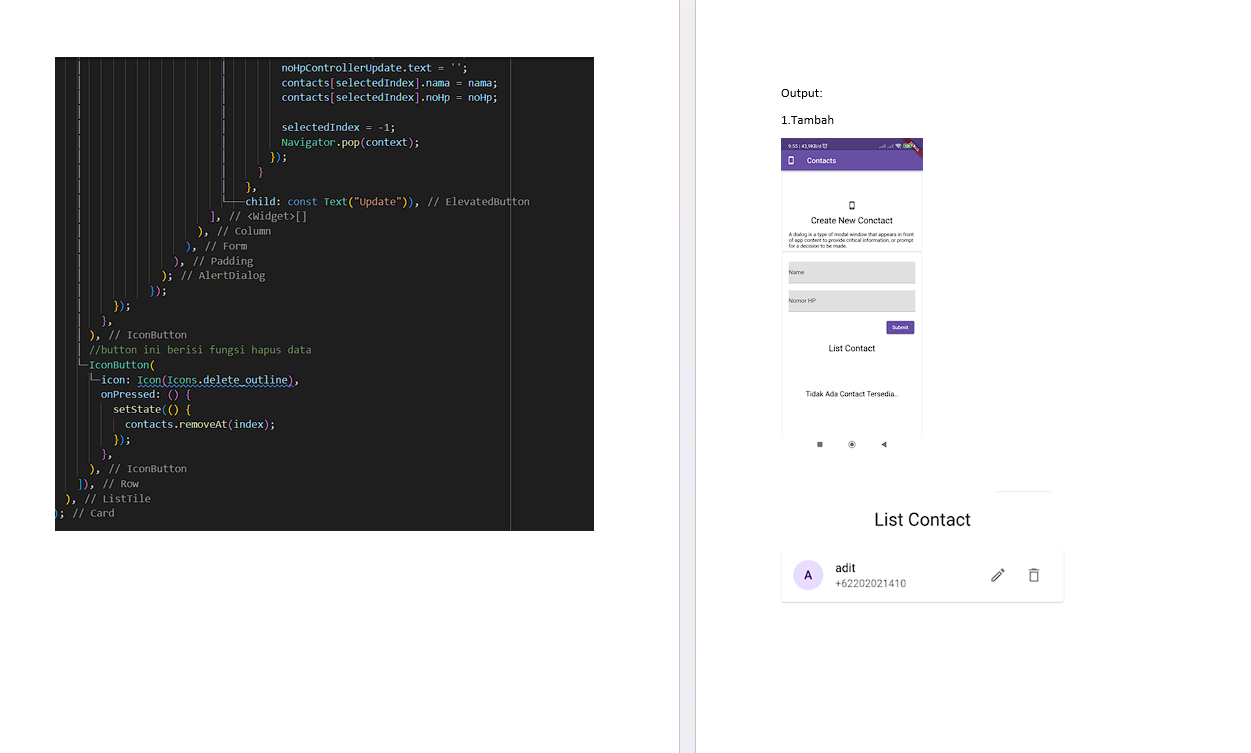 noHpControllerUpdate.text = '';
contacts[selectedIndex].nama = nama;
contacts[selectedIndex].noHp = noHp;
selectedIndex = -1;
Navigator.pop(context);
});
}
},
child: const Text("Update")), // ElevatedButton
], // <Widget>[]
), // Column
), // Form
), // Padding
); // AlertDialog
});
});
},
), // IconButton
//button ini berisi fungsi hapus data
IconButton(
icon: Icon(Icons.delete_outline),
onPressed: () {
setState(() {
contacts.removeAt(index);
});
},
), // IconButton
]), // Row
), // ListTile
); // Card
Output:
1.Tambah
9:55 | 43,9KB/d
Contacts
Create New Conctact
A dialog is a type of modal window that appears in front
of app content to provide critical information, or prompt
for a decision to be made.
Name
Nomor HP
Submit
List Contact
Tidak Ada Contact Tersedia..
List Contact
A
adit
+62202021410